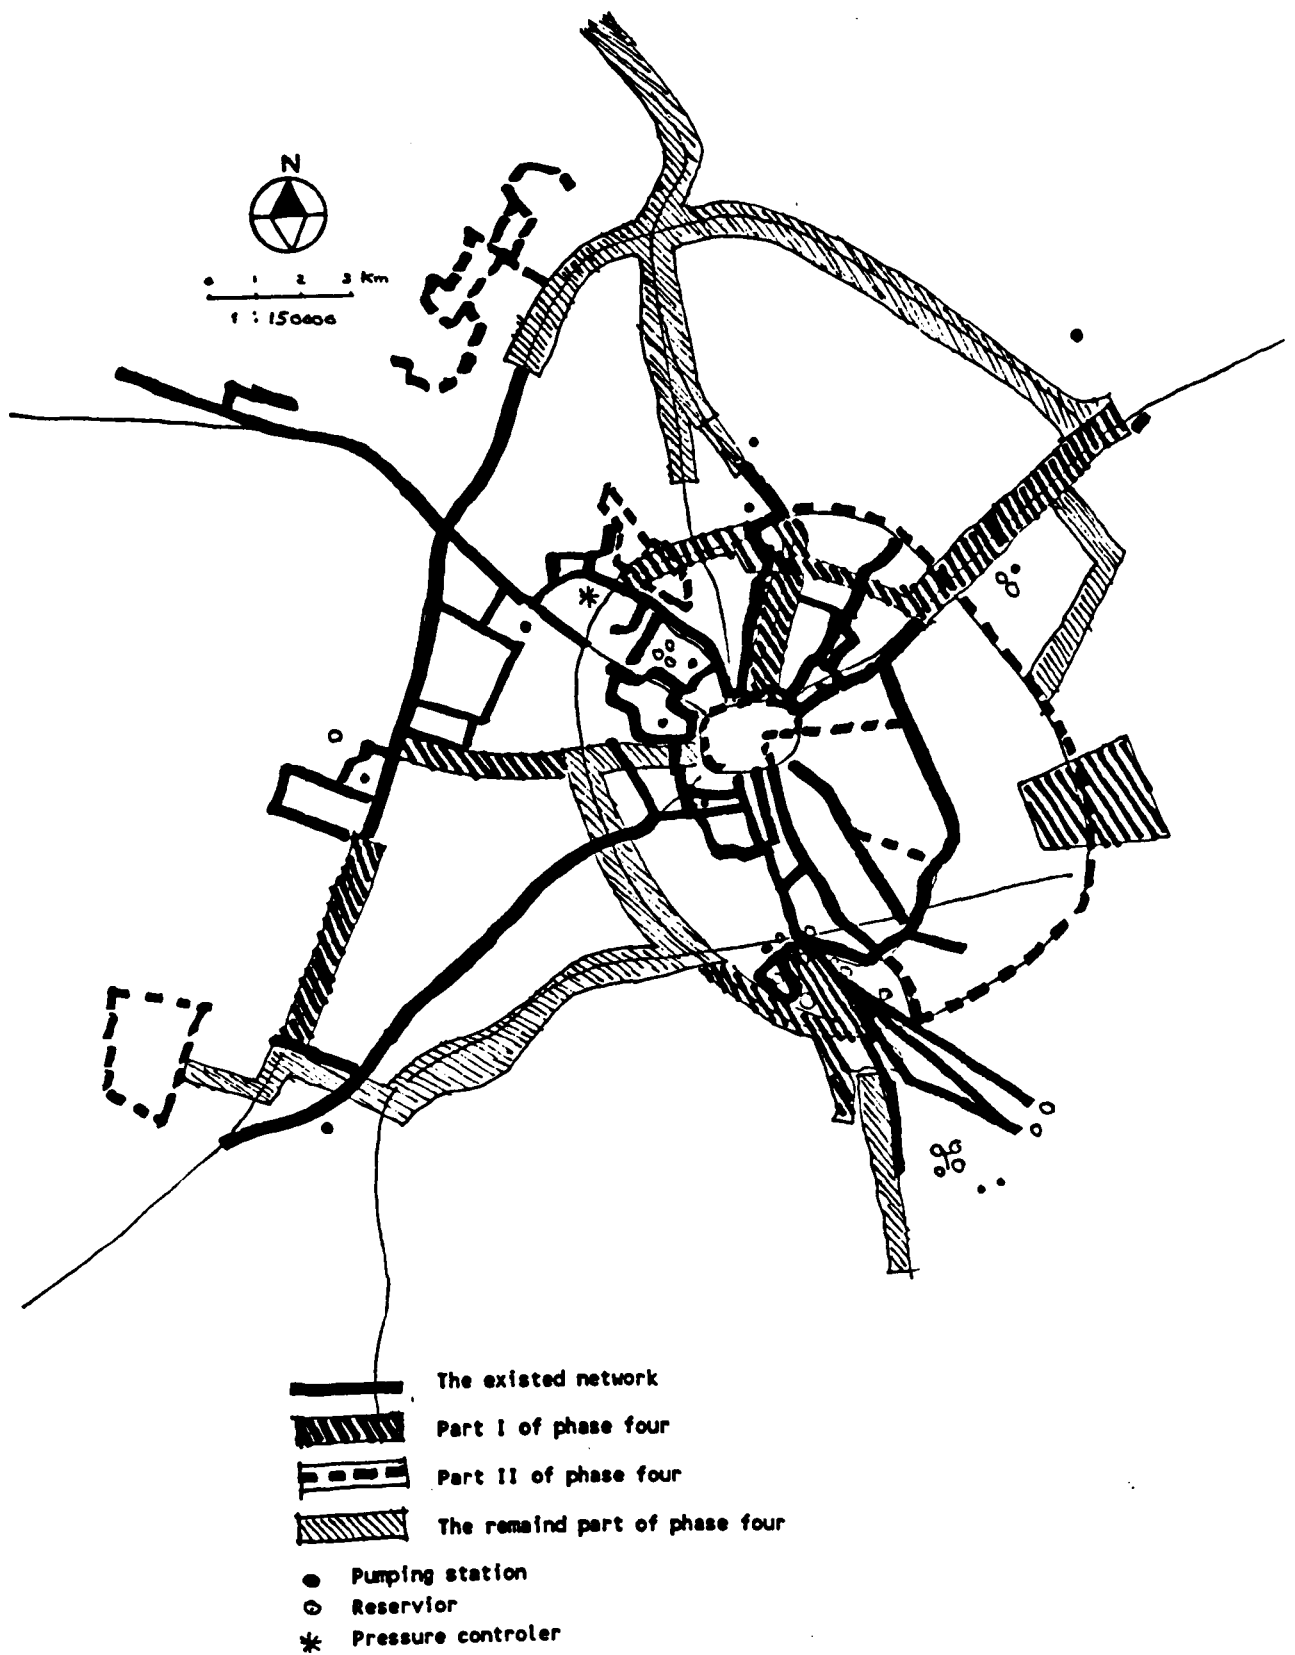 N
0 1 2 3 Km
1 : 150000
The existed network
Part I of phase four
Part II of phase four
The remaind part of phase four
Pumping station
Reservior
Pressure controler